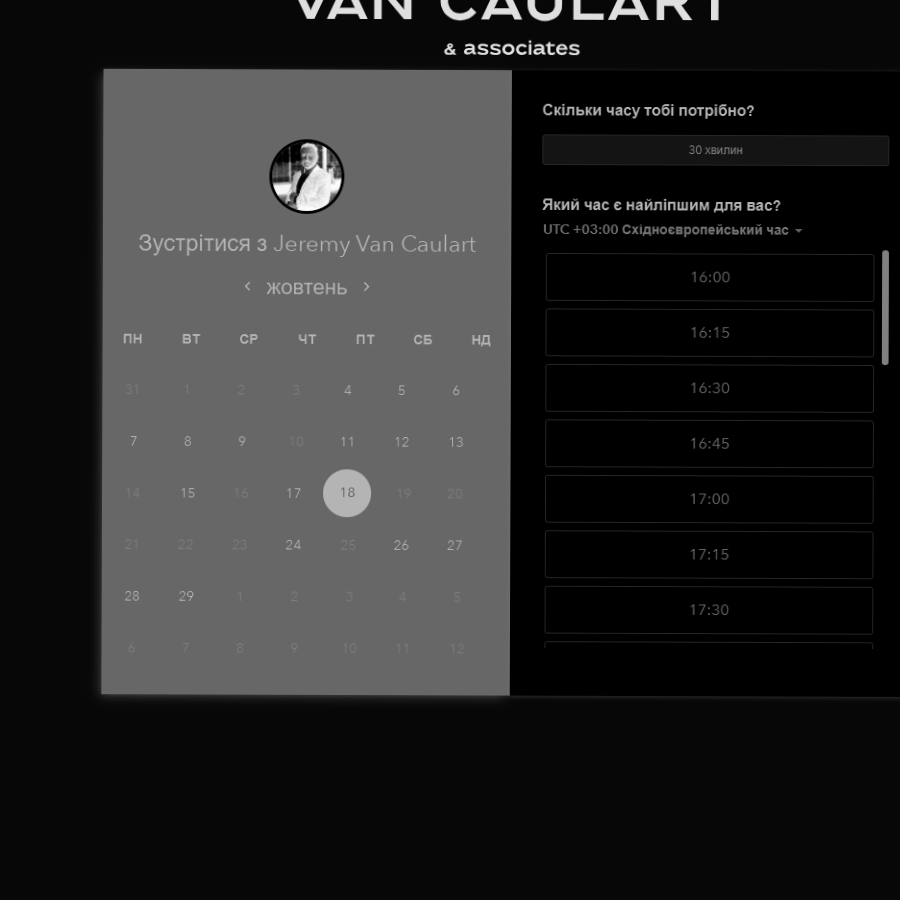 VAN CAULART
& associates
Зустрітися з Jeremy Van Caulart
жовтень
ПН ВТ СР ЧТ ПТ СБ НД
31 1 2 3 4 5 6
7 8 9 10 11 12 13
14 15 16 17 18 19 20
21 22 23 24 25 26 27
28 29 1 2 3 4 5
6 7 8 9 10 11 12
Скільки часу тобі потрібно?
30 хвилин
Який час є найліпшим для вас?
UTC +03:00 Східноєвропейський час
16:00
16:15
16:30
16:45
17:00
17:15
17:30